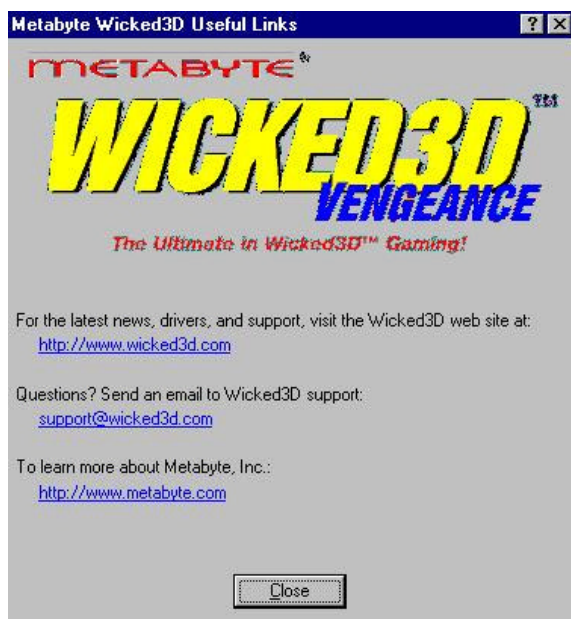 Metabyte Wicked3D Useful Links
METABYTE®
WICKED3D™
VENGEANCE
The Ultimate in Wicked3D™ Gaming!
For the latest news, drivers, and support, visit the Wicked3D web site at:
http://www.wicked3d.com
Questions? Send an email to Wicked3D support:
support@wicked3d.com
To learn more about Metabyte, Inc.:
http://www.metabyte.com
Close